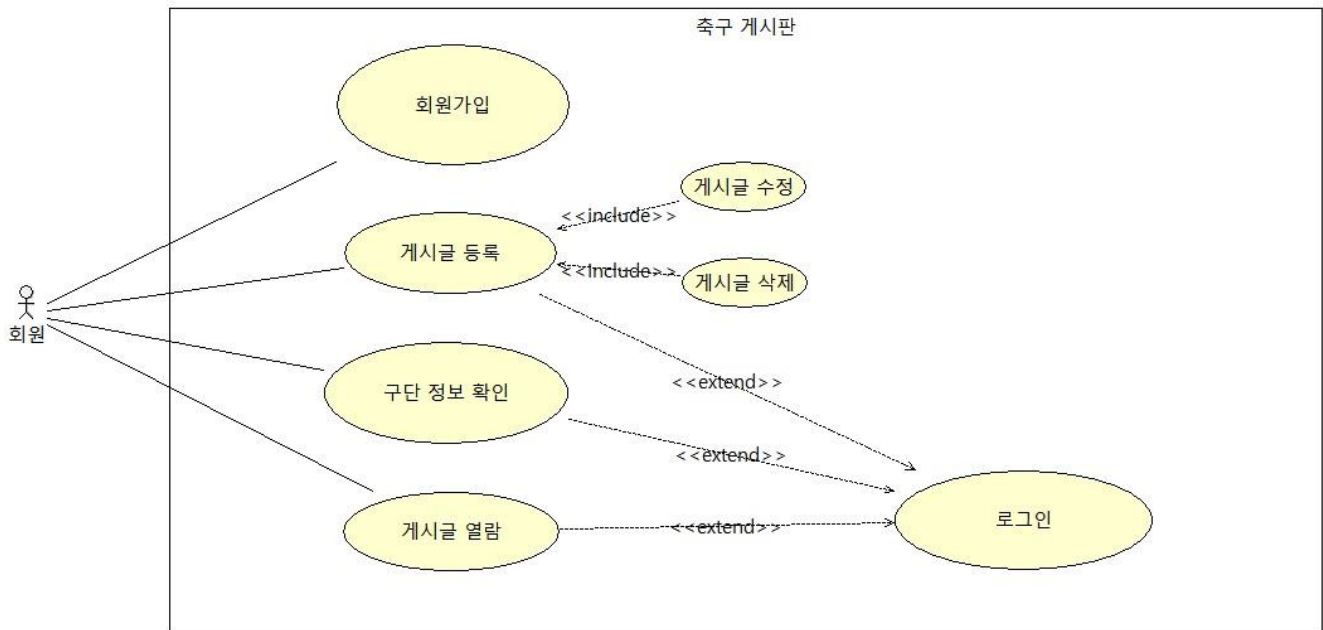 축구 게시판
회원가입
게시글 수정
<<include>>
게시글 등록
<<include>>
게시글 삭제
회원
<<extend>>
구단 정보 확인
<<extend>>
게시글 열람
<<extend>>
로그인